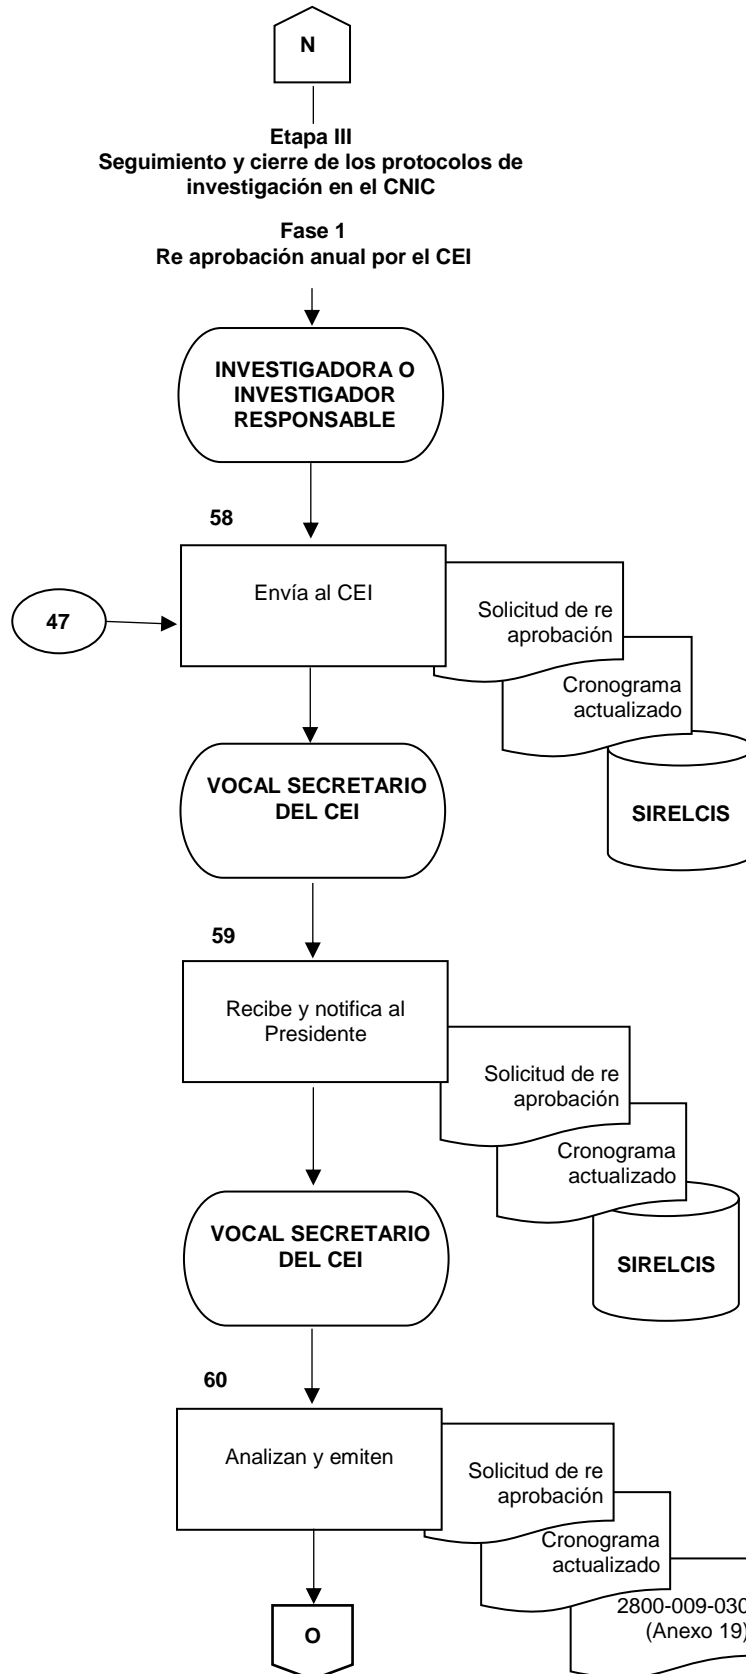 N
Etapa III
Seguimiento y cierre de los protocolos de
investigación en el CNIC
Fase 1
Re aprobación anual por el CEI
INVESTIGADORA O
INVESTIGADOR
RESPONSABLE
58
Envía al CEI
47
Solicitud de re
aprobación
Cronograma
actualizado
SIRELCIS
VOCAL SECRETARIO
DEL CEI
59
Recibe y notifica al
Presidente
Solicitud de re
aprobación
Cronograma
actualizado
SIRELCIS
VOCAL SECRETARIO
DEL CEI
60
Analizan y emiten
Solicitud de re
aprobación
Cronograma
actualizado
2800-009-030
(Anexo 19)
O